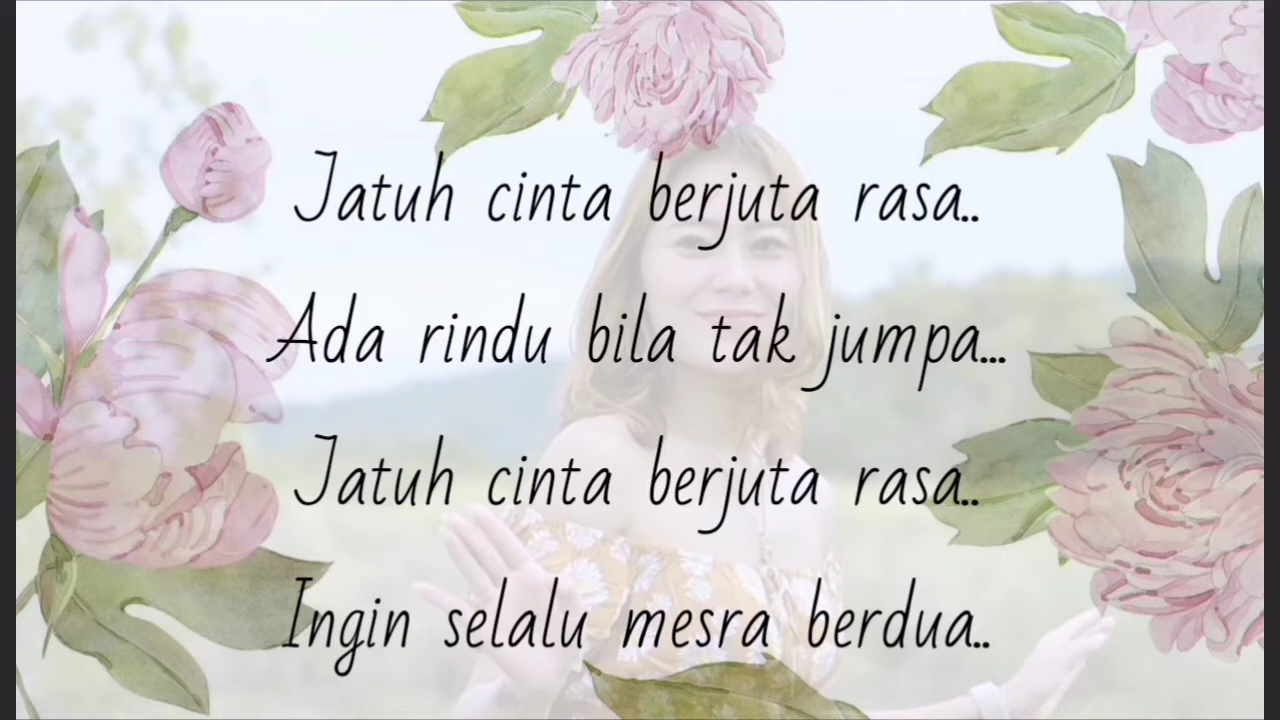 Jatuh cinta berjuta rasa..
Ada rindu bila tak jumpa...
Jatuh cinta berjuta rasa..
Ingin selalu mesra berdua..